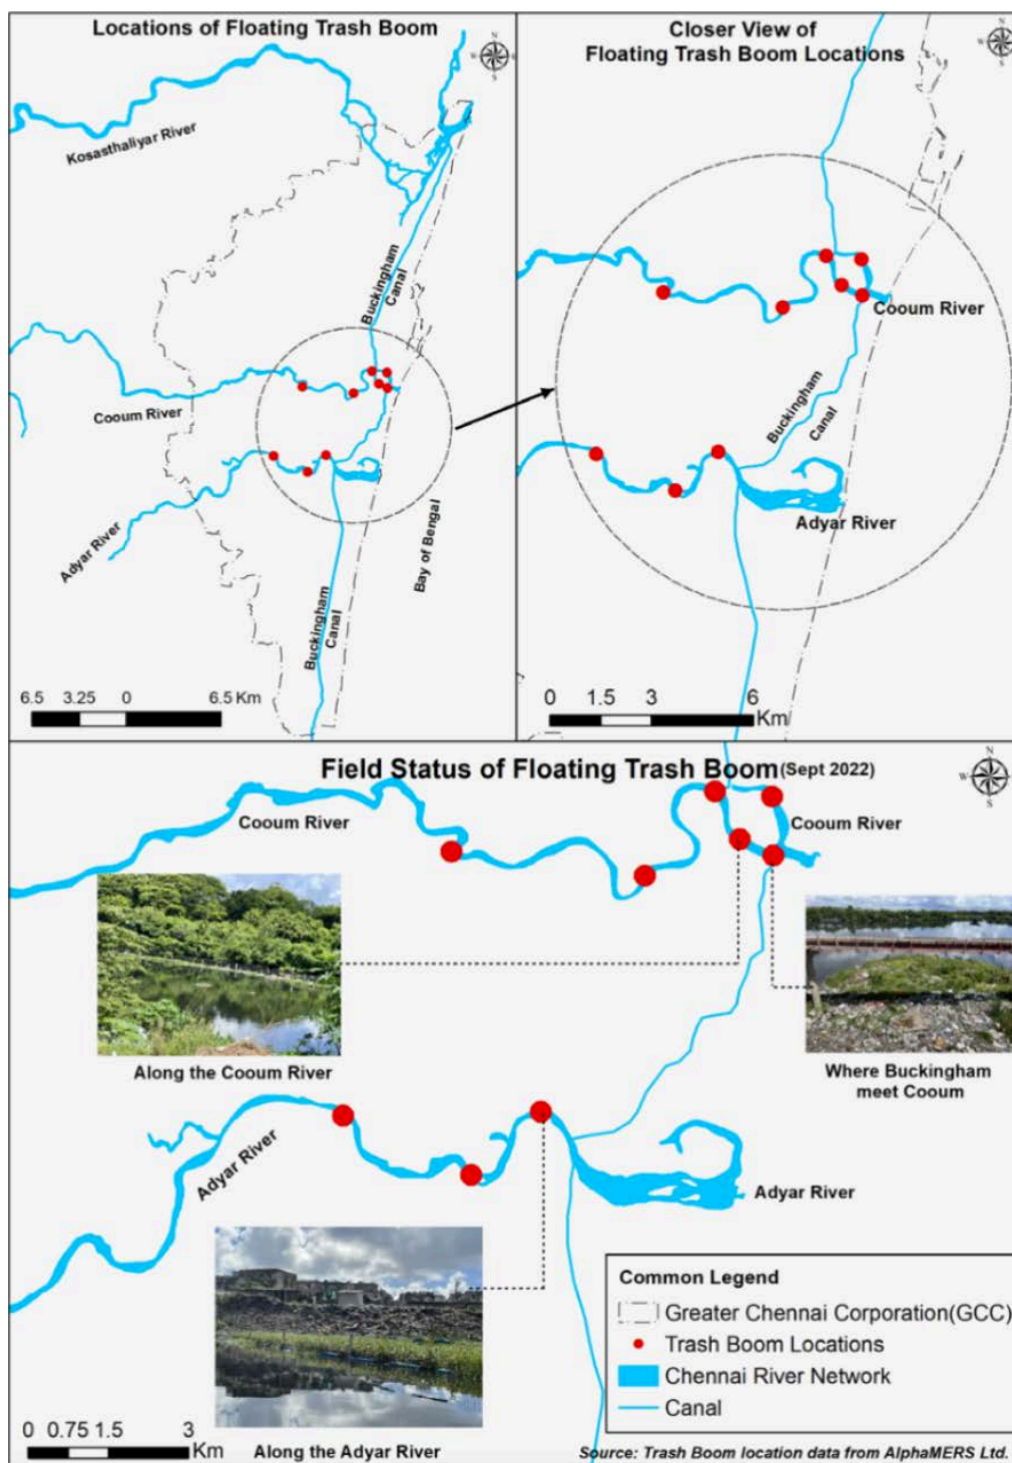 Locations of Floating Trash Boom
N
W
S
Kosasthaliyar River
Buckingham
Canal
Cooum River
Adyar River
Bay of Bengal
Buckingham
Canal
6.5 3.25 0 6.5 Km
Closer View of
Floating Trash Boom Locations
N
W
S
Cooum River
Buckingham
Canal
Adyar River
0 1.5 3 6
Km
Field Status of Floating Trash Boom(Sept 2022)
N
W E
S
Cooum River
Cooum River
Along the Cooum River
Where Buckingham
meet Cooum
Adyar River
Adyar River
Along the Adyar River
Common Legend
Greater Chennai Corporation(GCC)
Trash Boom Locations
Chennai River Network
Canal
0 0.75 1.5 3
Km
Source: Trash Boom location data from AlphaMERS Ltd.